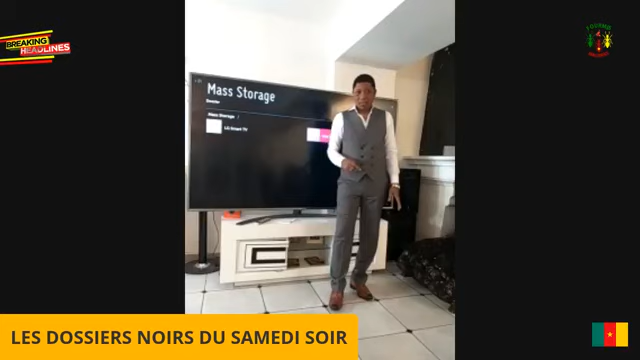 BREAKING
HEADLINES
Mass Storage
Mass Storage /
LG Smart TV
LES DOSSIERS NOIRS DU SAMEDI SOIR